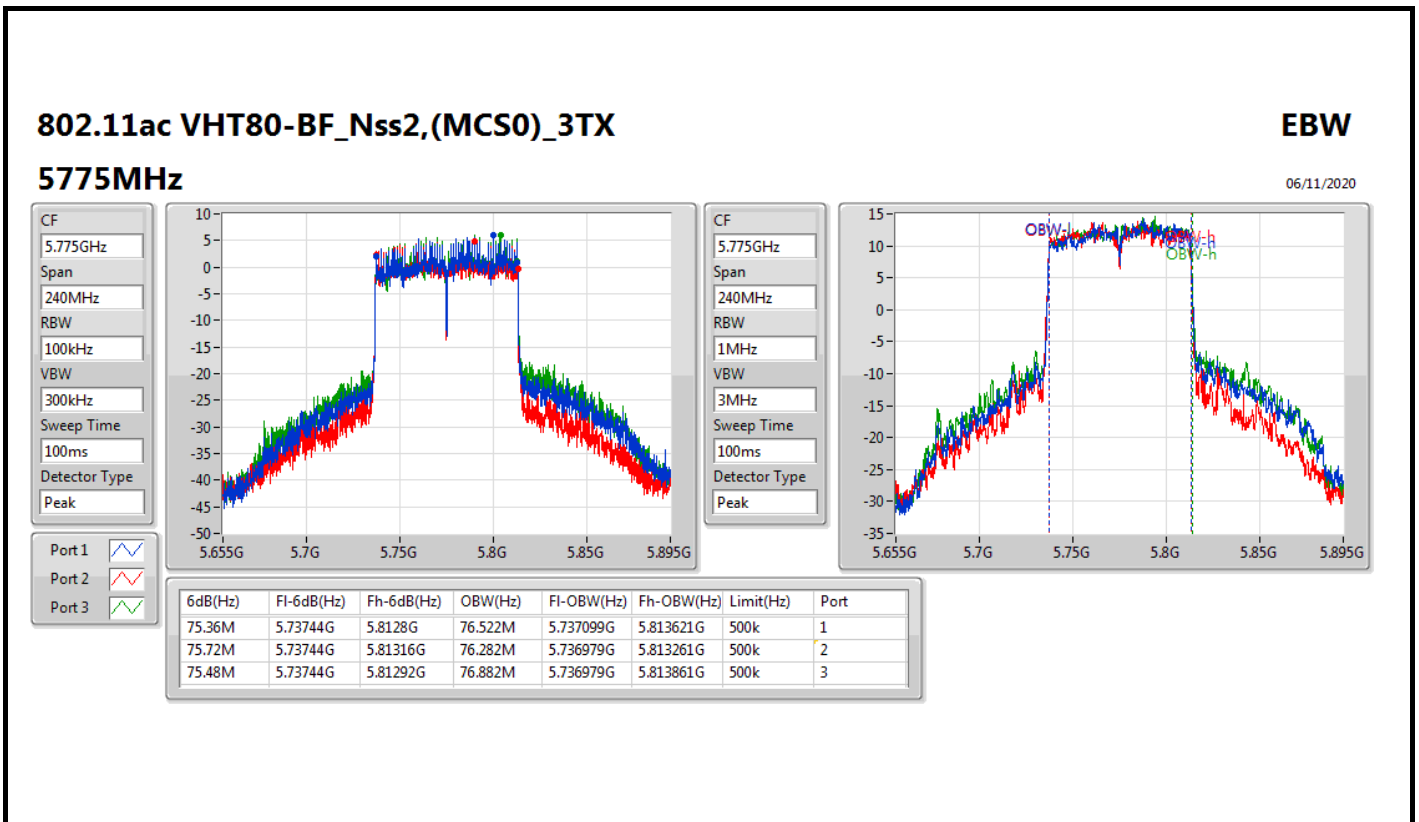 802.11ac VHT80-BF_Nss2,(MCS0)_3TX
EBW
5775MHz
06/11/2020
CF
5.775GHz
Span
240MHz
RBW
100kHz
VBW
300kHz
Sweep Time
100ms
Detector Type
Peak
10
5
0
-5
-10
-15
-20
-25
-30
-35
-40
-45
-50
5.655G 5.7G 5.75G 5.8G 5.85G 5.895G
CF
5.775GHz
Span
240MHz
RBW
1MHz
VBW
3MHz
Sweep Time
100ms
Detector Type
Peak
15
10
5
0
-5
-10
-15
-20
-25
-30
-35
OBW-l
OBW-h
OBW-h
OBW-h
5.655G 5.7G 5.75G 5.8G 5.85G 5.895G
Port 1
Port 2
Port 3
6dB(Hz) Fl-6dB(Hz) Fh-6dB(Hz) OBW(Hz) Fl-OBW(Hz) Fh-OBW(Hz) Limit(Hz) Port
75.36M 5.73744G 5.8128G 76.522M 5.737099G 5.813621G 500k 1
75.72M 5.73744G 5.81316G 76.282M 5.736979G 5.813261G 500k 2
75.48M 5.73744G 5.81292G 76.882M 5.736979G 5.813861G 500k 3